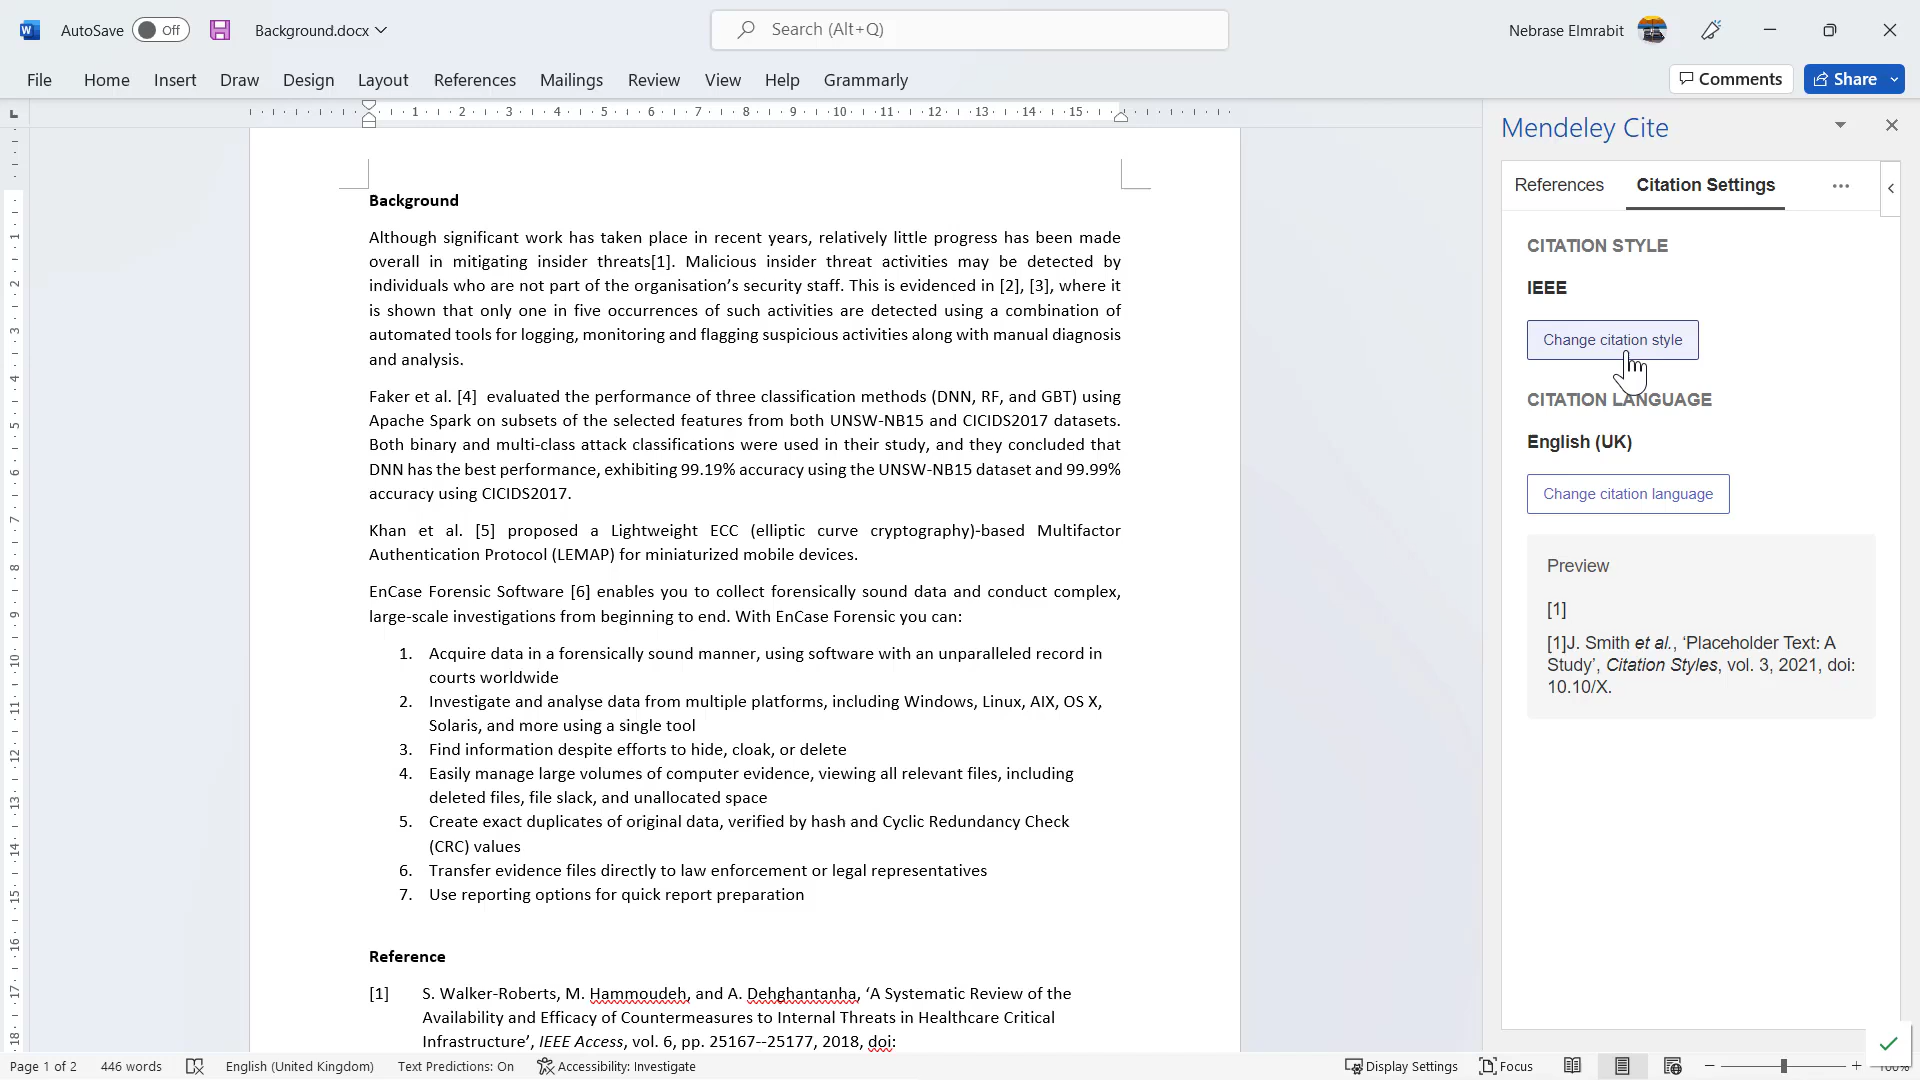 AutoSave Off Background.docx Search (Alt+Q) Nebrase Elmrabit
File Home Insert Draw Design Layout References Mailings Review View Help Grammarly Comments Share
1 2 3 4 5 6 7 8 9 10 11 12 13 14 15
Background
Although significant work has taken place in recent years, relatively little progress has been made
overall in mitigating insider threats[1]. Malicious insider threat activities may be detected by
individuals who are not part of the organisation's security staff. This is evidenced in [2], [3], where it
is shown that only one in five occurrences of such activities are detected using a combination of
automated tools for logging, monitoring and flagging suspicious activities along with manual diagnosis
and analysis.
Faker et al. [4] evaluated the performance of three classification methods (DNN, RF, and GBT) using
Apache Spark on subsets of the selected features from both UNSW-NB15 and CICIDS2017 datasets.
Both binary and multi-class attack classifications were used in their study, and they concluded that
DNN has the best performance, exhibiting 99.19% accuracy using the UNSW-NB15 dataset and 99.99%
accuracy using CICIDS2017.
Khan et al. [5] proposed a Lightweight ECC (elliptic curve cryptography)-based Multifactor
Authentication Protocol (LEMAP) for miniaturized mobile devices.
EnCase Forensic Software [6] enables you to collect forensically sound data and conduct complex,
large-scale investigations from beginning to end. With EnCase Forensic you can:
1. Acquire data in a forensically sound manner, using software with an unparalleled record in
courts worldwide
2. Investigate and analyse data from multiple platforms, including Windows, Linux, AIX, OS X,
Solaris, and more using a single tool
3. Find information despite efforts to hide, cloak, or delete
4. Easily manage large volumes of computer evidence, viewing all relevant files, including
deleted files, file slack, and unallocated space
5. Create exact duplicates of original data, verified by hash and Cyclic Redundancy Check
(CRC) values
6. Transfer evidence files directly to law enforcement or legal representatives
7. Use reporting options for quick report preparation
Reference
[1] S. Walker-Roberts, M. Hammoudeh, and A. Dehghantanha, ‘A Systematic Review of the
Availability and Efficacy of Countermeasures to Internal Threats in Healthcare Critical
Infrastructure’, IEEE Access, vol. 6, pp. 25167--25177, 2018, doi:
Mendeley Cite
References Citation Settings
CITATION STYLE
IEEE
Change citation style
CITATION LANGUAGE
English (UK)
Change citation language
Preview
[1]
[1]J. Smith et al., ‘Placeholder Text: A
Study’, Citation Styles, vol. 3, 2021, doi:
10.10/X.
Page 1 of 2 446 words English (United Kingdom) Text Predictions: On Accessibility: Investigate Display Settings Focus 100%